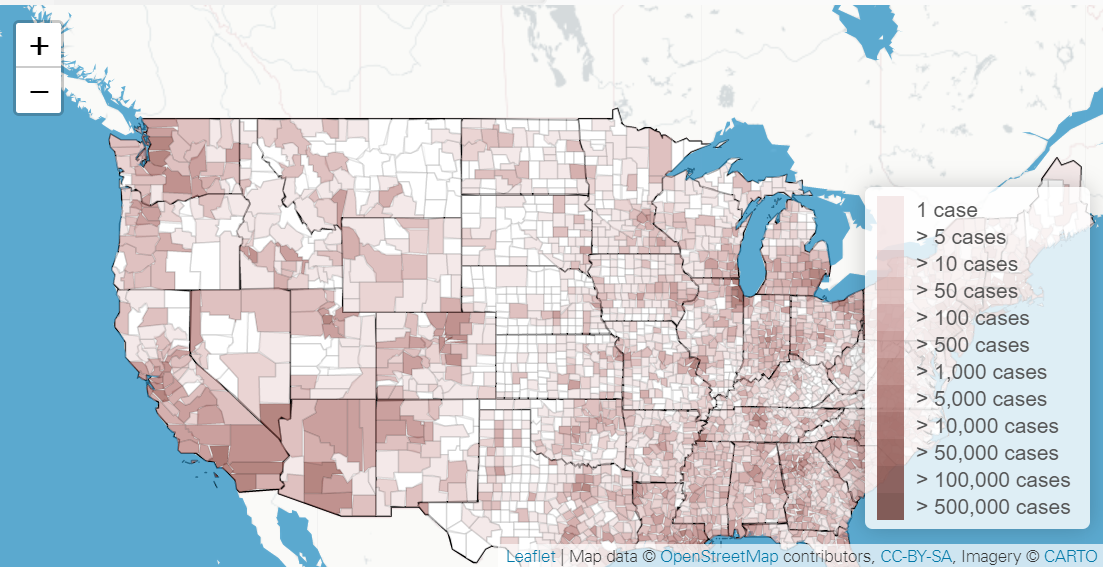 +
−
1 case
> 5 cases
> 10 cases
> 50 cases
> 100 cases
> 500 cases
> 1,000 cases
> 5,000 cases
> 10,000 cases
> 50,000 cases
> 100,000 cases
> 500,000 cases
Leaflet | Map data © OpenStreetMap contributors, CC-BY-SA, Imagery © CARTO